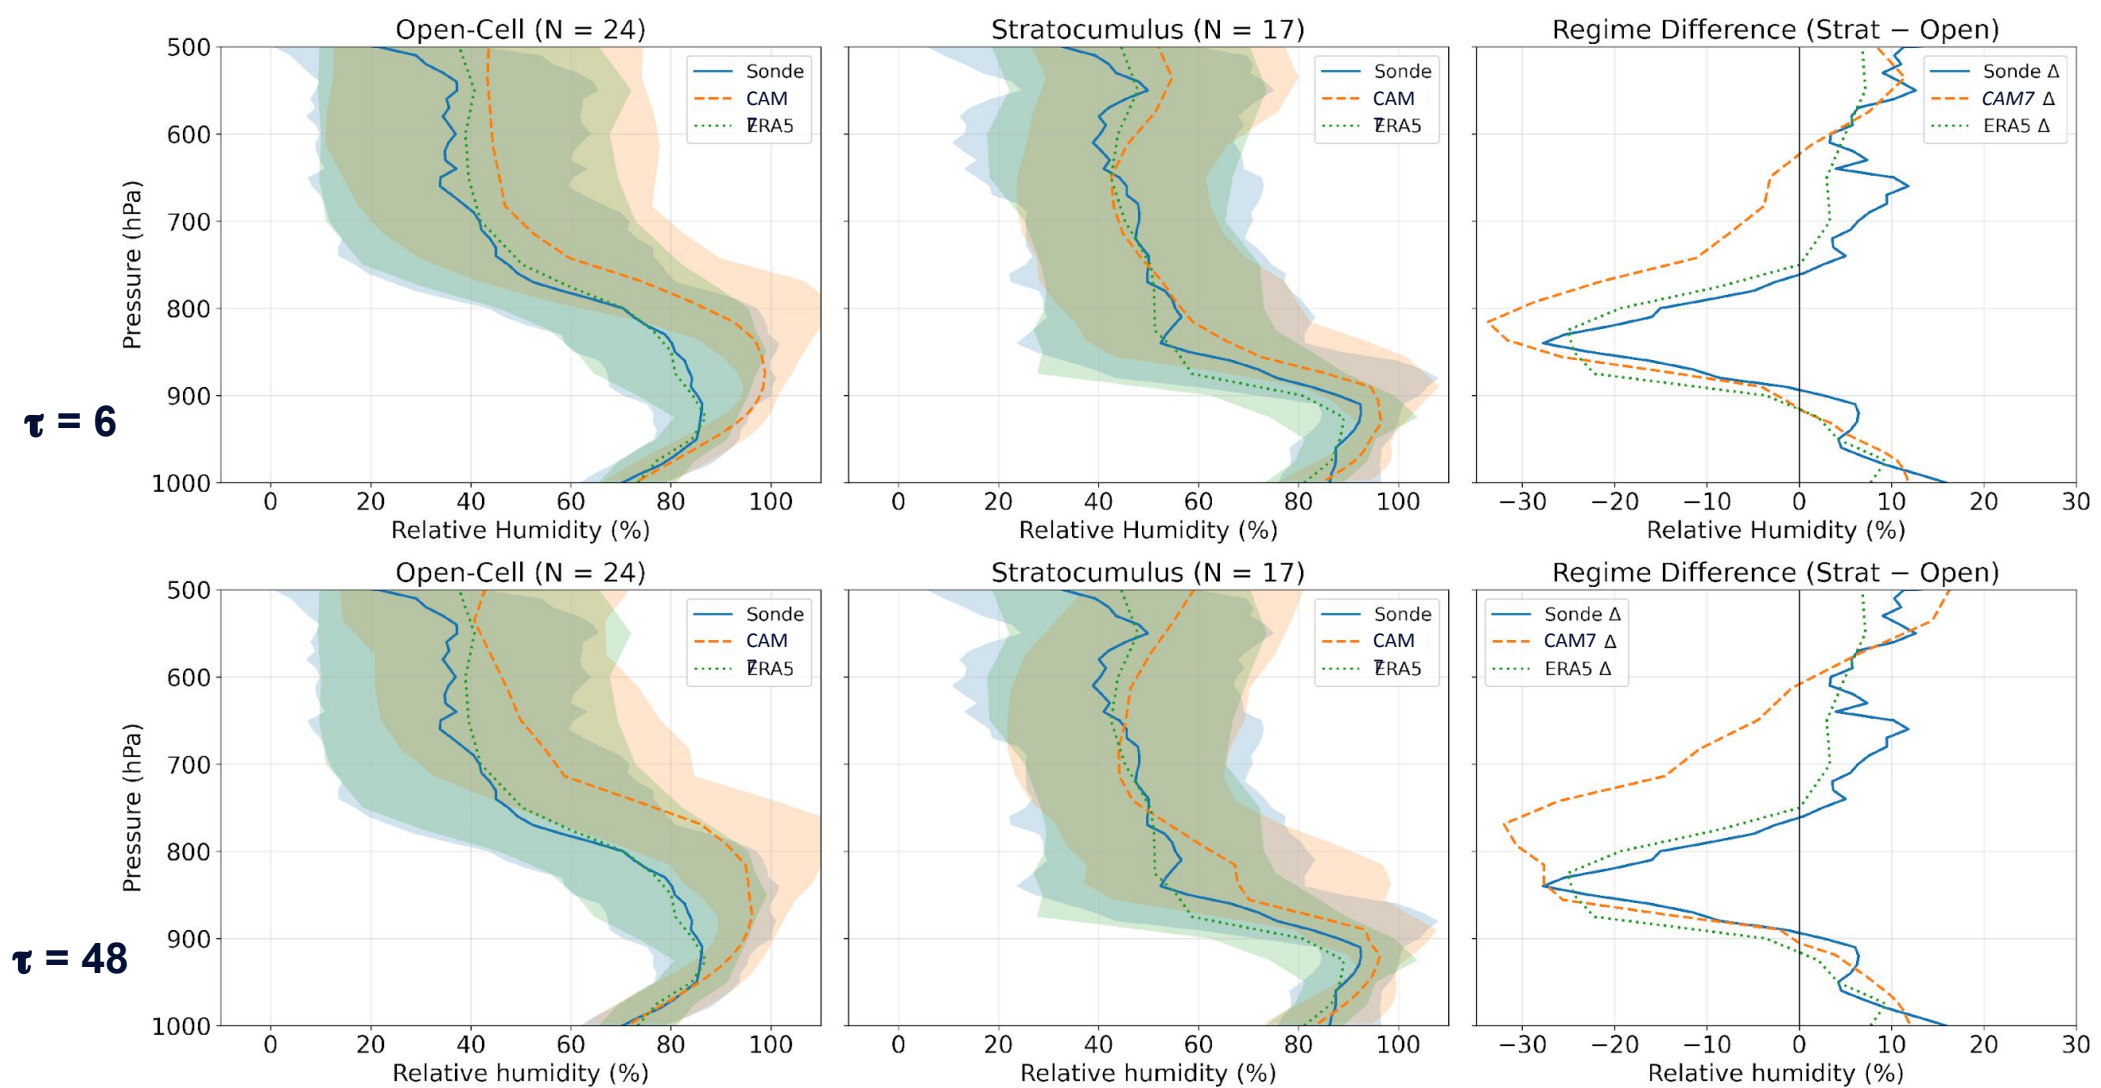 Open-Cell (N = 24)
Stratocumulus (N = 17)
Regime Difference (Strat − Open)
500
600
700
800
900
1000
Pressure (hPa)
Sonde
CAM
7
ERA5
Sonde
CAM
7
ERA5
Sonde Δ
CAM7 Δ
ERA5 Δ
τ = 6
0 20 40 60 80 100
0 20 40 60 80 100
−30 −20 −10 0 10 20 30
Relative Humidity (%)
Relative Humidity (%)
Relative Humidity (%)
Open-Cell (N = 24)
Stratocumulus (N = 17)
Regime Difference (Strat − Open)
500
600
700
800
900
1000
Pressure (hPa)
Sonde
CAM
7
ERA5
Sonde
CAM
7
ERA5
Sonde Δ
CAM7 Δ
ERA5 Δ
τ = 48
0 20 40 60 80 100
0 20 40 60 80 100
−30 −20 −10 0 10 20 30
Relative humidity (%)
Relative humidity (%)
Relative humidity (%)